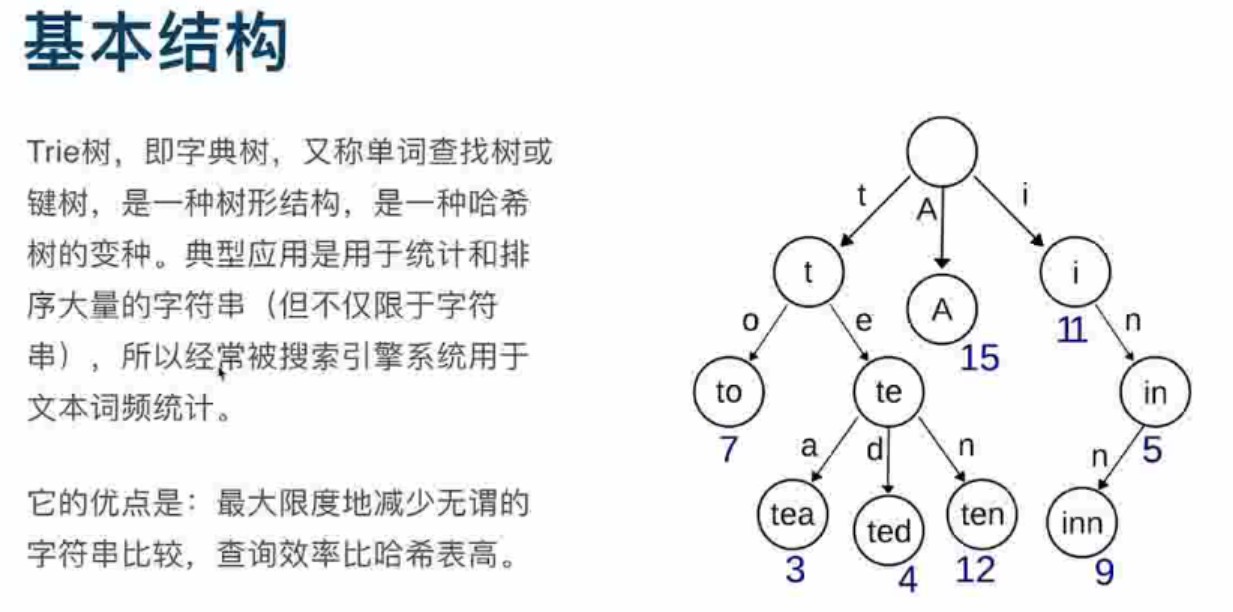 基本结构
Trie树，即字典树，又称单词查找树或
键树，是一种树形结构，是一种哈希
树的变种。典型应用是用于统计和排
序大量的字符串（但不仅限于字符
串），所以经常被搜索引擎系统用于
文本词频统计。
它的优点是：最大限度地减少无谓的
字符串比较，查询效率比哈希表高。
t
A
i
t
A
i
15
11
o
e
n
to
te
in
7
5
a
d
n
n
tea
ted
ten
inn
3
4
12
9